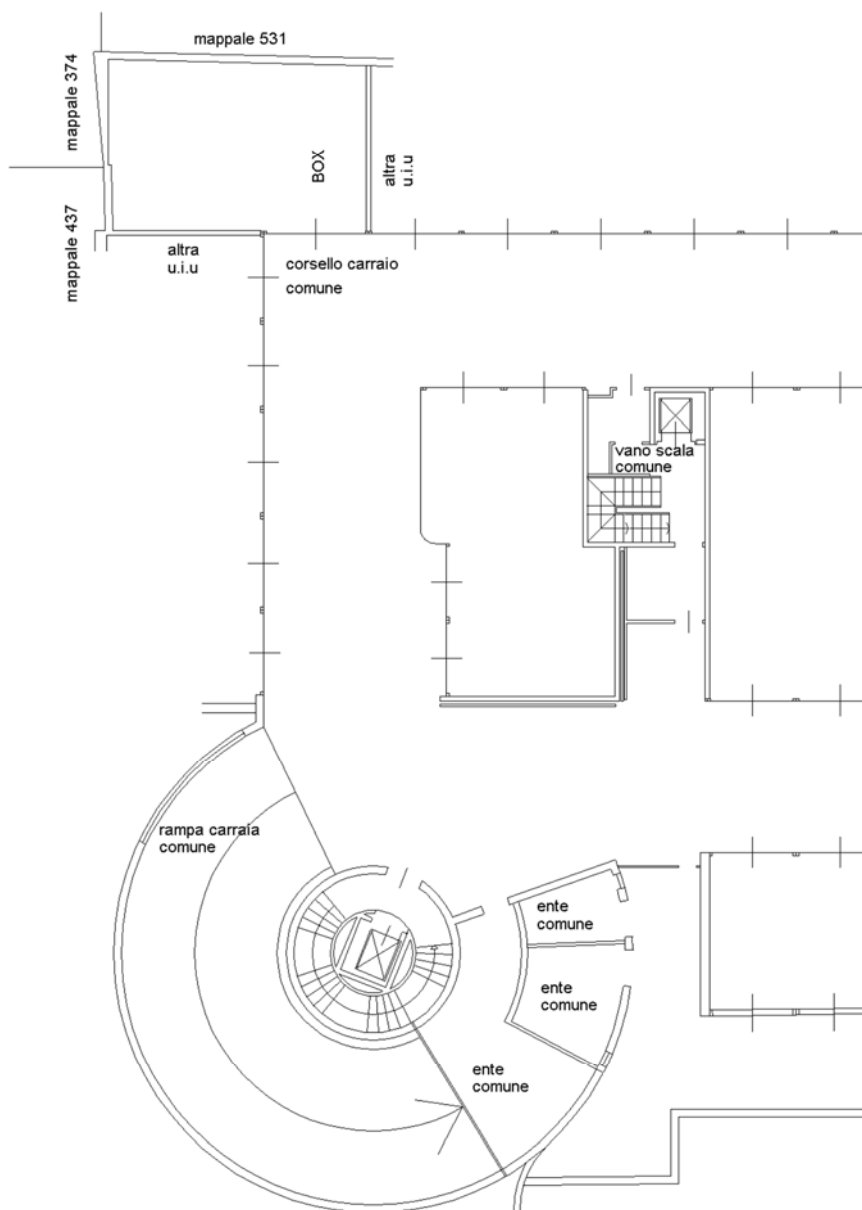 mappale 531
mappale 374
BOX
altra
u.i.u
mappale 437
altra
u.i.u
corsello carraio
comune
vano scala
comune
rampa carraia
comune
ente
comune
ente
comune
ente
comune